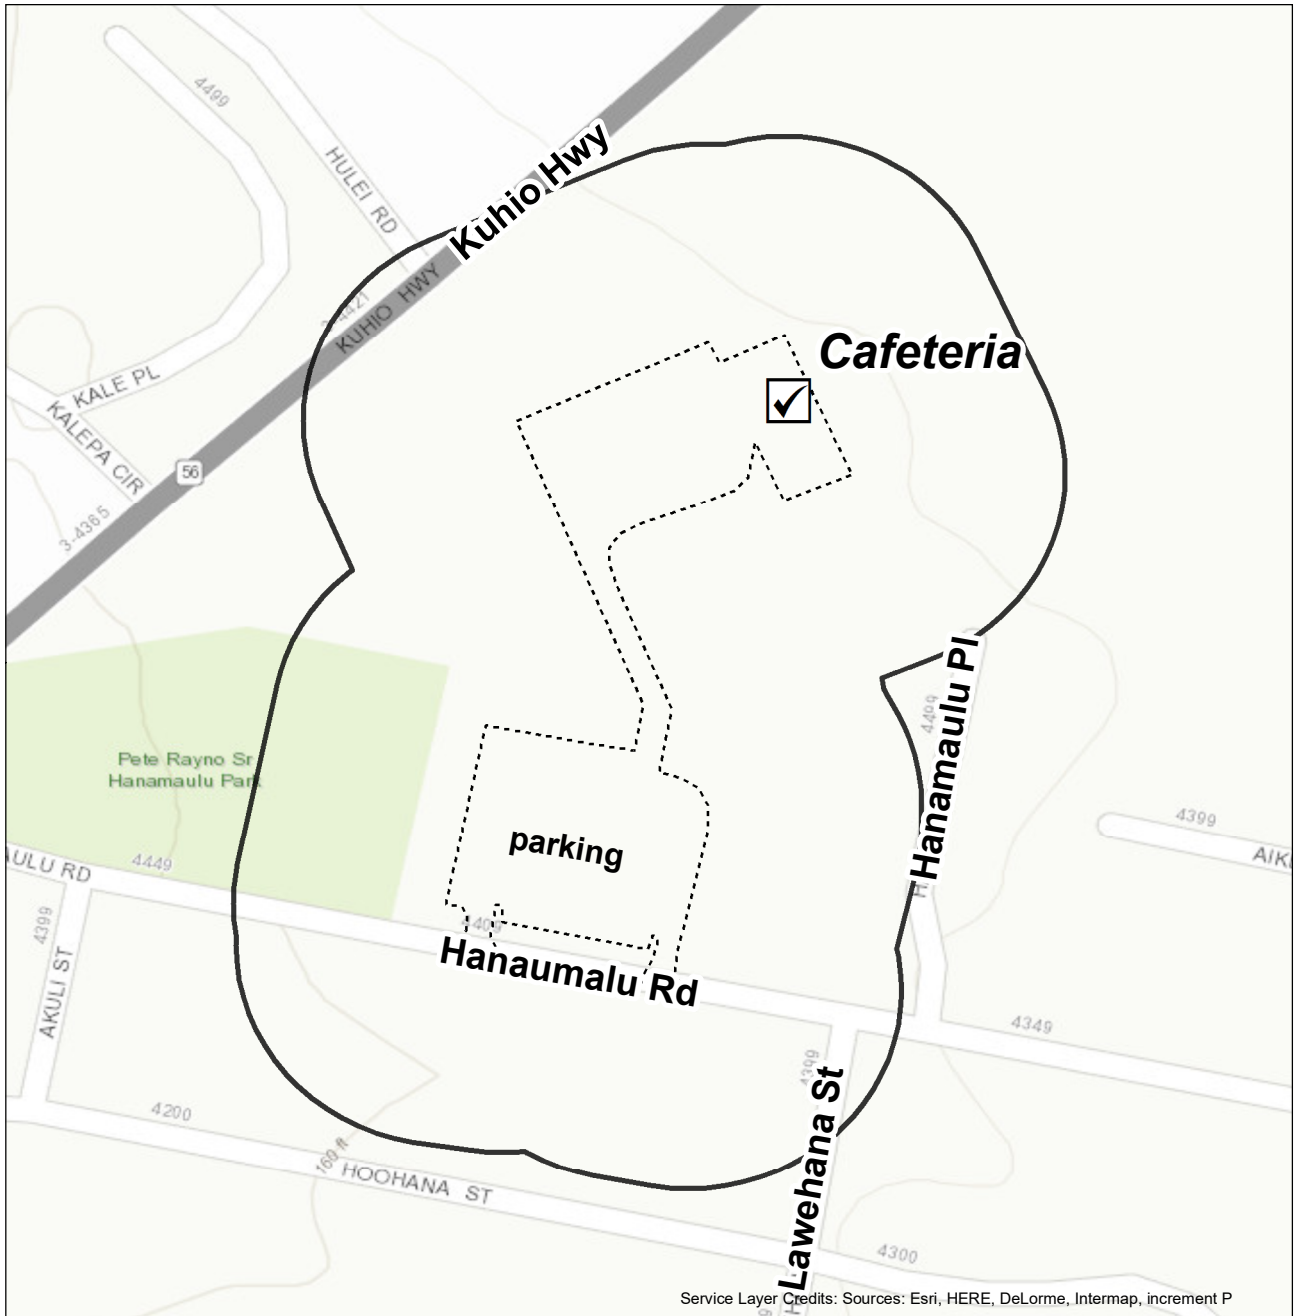 4499
HULEI RD
Kuhio Hwy
KUHIO HWY
Cafeteria
KALE PL
KALEPA CIR
56
3-4365
Hanamaulu Pl
4499
Pete Rayno Sr
Hanamaulu Park
parking
4399
AULU RD
4449
4399
AKULI ST
Hanaumalu Rd
4349
4399
Lawehana St
4200
160 ft
HOOHANA ST
4300
Service Layer Credits: Sources: Esri, HERE, DeLorme, Intermap, increment P